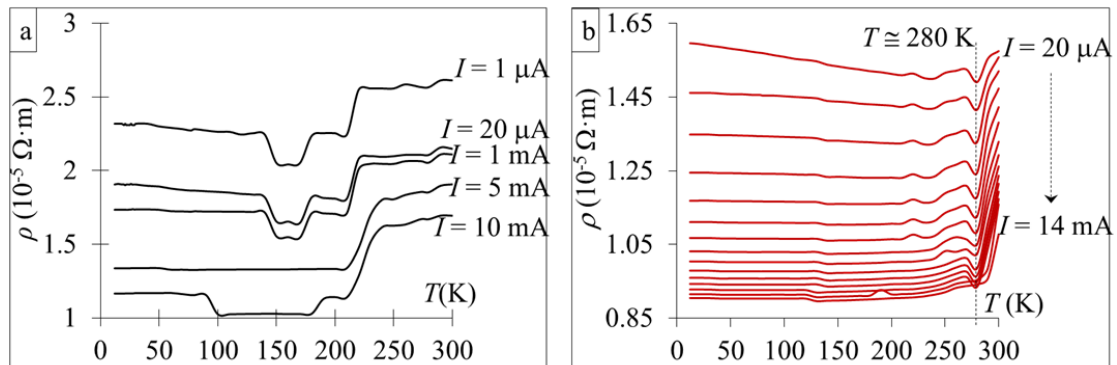 a
3
2.5
2
1.5
1
ρ (10⁻⁵ Ω·m)
I = 1 μA
I = 20 μA
I = 1 mA
I = 5 mA
I = 10 mA
T(K)
0 50 100 150 200 250 300
b
1.65
1.45
1.25
1.05
0.85
ρ (10⁻⁵ Ω·m)
T ≅ 280 K
I = 20 μA
I = 14 mA
T (K)
0 50 100 150 200 250 300